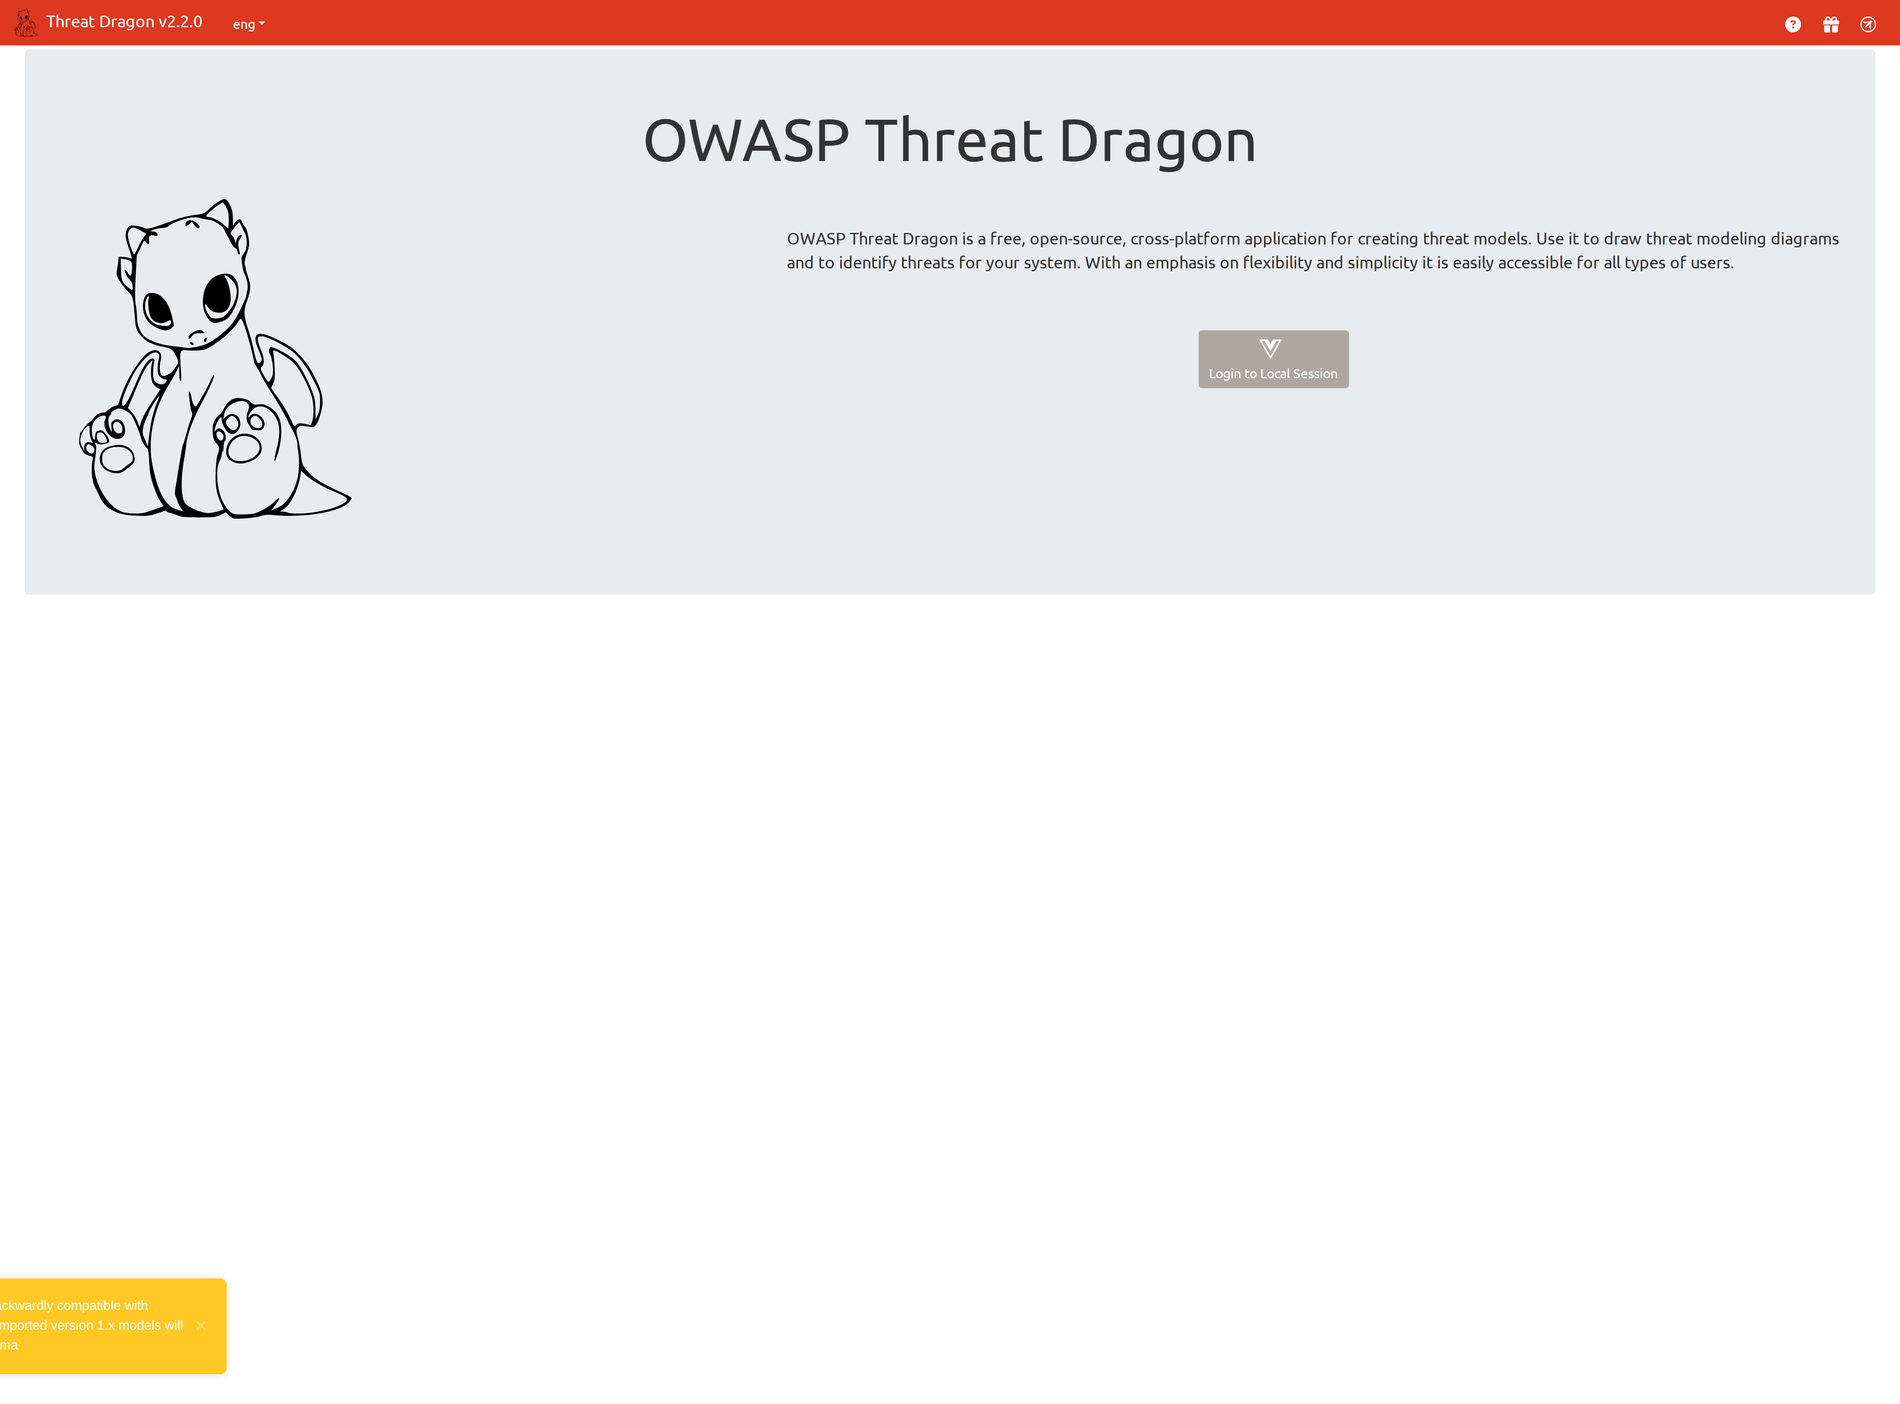 Threat Dragon v2.2.0
eng
OWASP Threat Dragon
OWASP Threat Dragon is a free, open-source, cross-platform application for creating threat models. Use it to draw threat modeling diagrams
and to identify threats for your system. With an emphasis on flexibility and simplicity it is easily accessible for all types of users.
Login to Local Session
compatible with
version 1.x models will
×